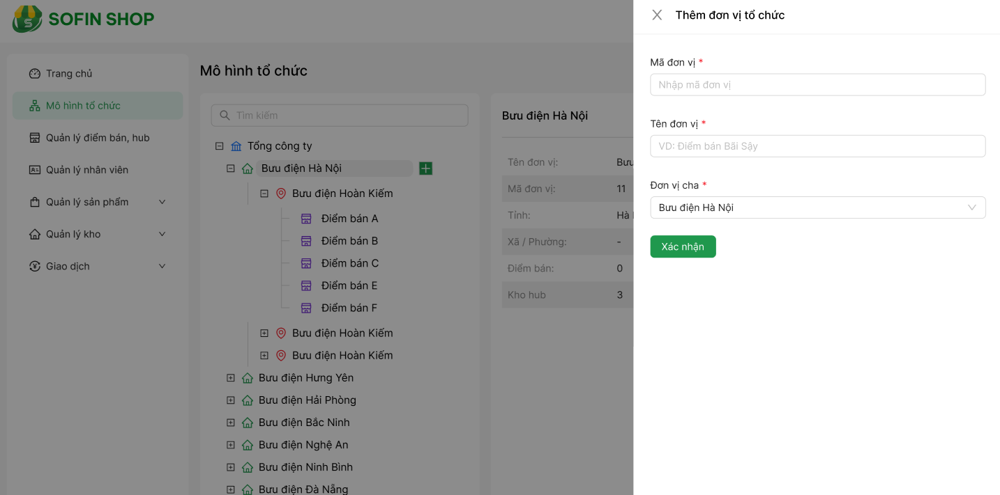 SOFIN SHOP
Trang chủ
Mô hình tổ chức
Quản lý điểm bán, hub
Quản lý nhân viên
Quản lý sản phẩm
Quản lý kho
Giao dịch
Mô hình tổ chức
Tìm kiếm
Tổng công ty
Bưu điện Hà Nội
Bưu điện Hoàn Kiếm
Điểm bán A
Điểm bán B
Điểm bán C
Điểm bán E
Điểm bán F
Bưu điện Hoàn Kiếm
Bưu điện Hoàn Kiếm
Bưu điện Hưng Yên
Bưu điện Hải Phòng
Bưu điện Bắc Ninh
Bưu điện Nghệ An
Bưu điện Ninh Bình
Bưu điện Đà Nẵng
Bưu điện Hà Nội
Tên đơn vị: Bưu
Mã đơn vị: 11
Tỉnh: Hà
Xã / Phường: -
Điểm bán: 0
Kho hub 3
Thêm đơn vị tổ chức
Mã đơn vị *
Nhập mã đơn vị
Tên đơn vị *
VD: Điểm bán Bãi Sậy
Đơn vị cha *
Bưu điện Hà Nội
Xác nhận